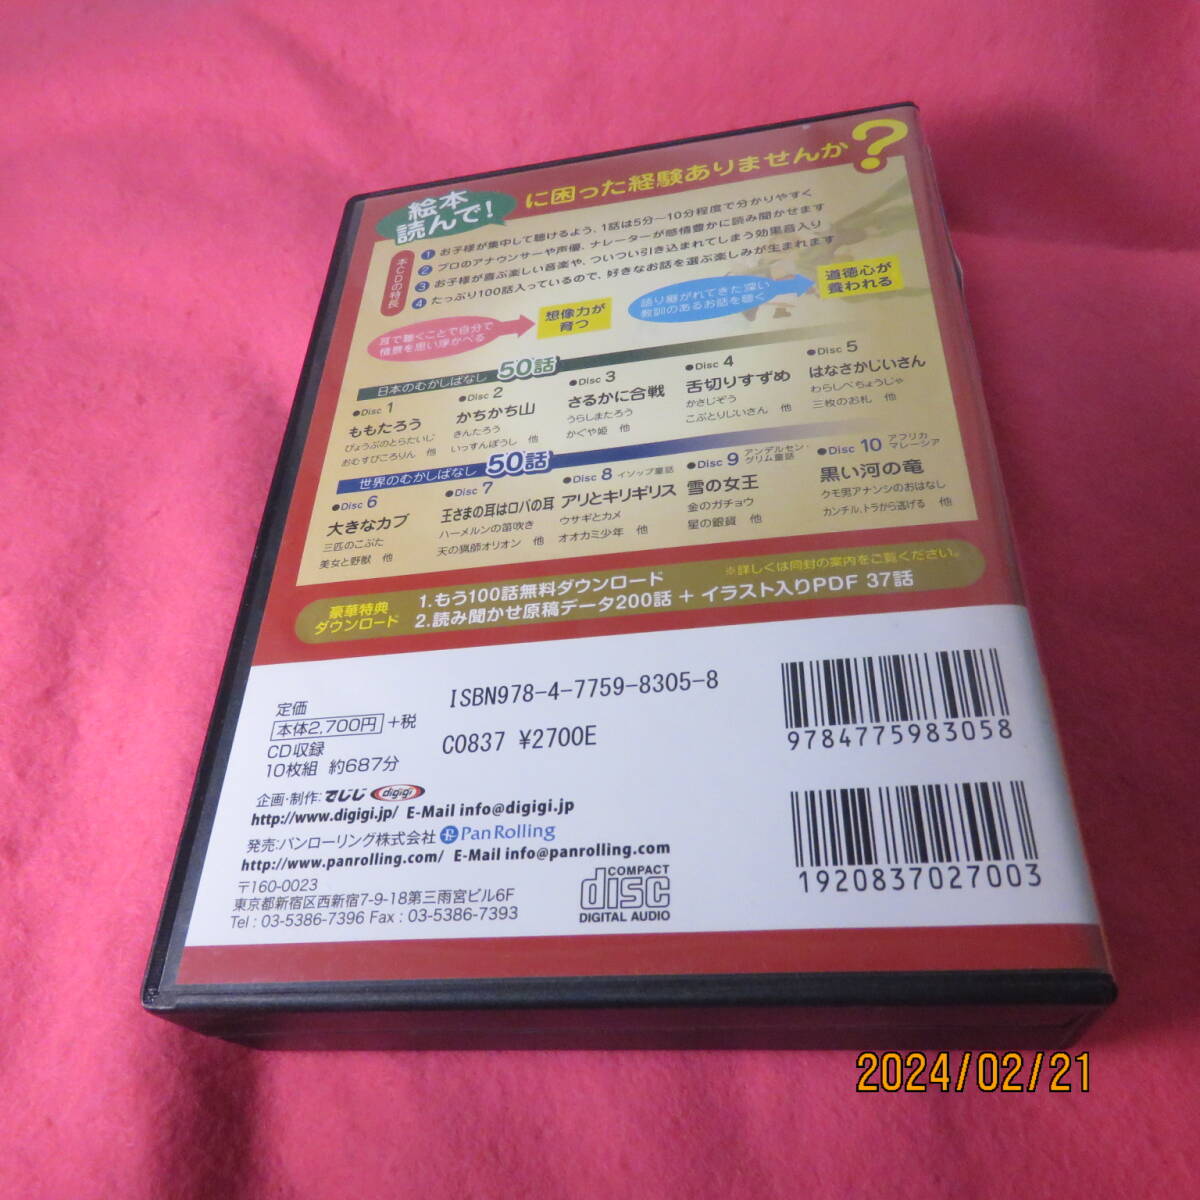 絵本
読んで!
に困った経験ありませんか?
本CDの特長
1 お子様が集中して聴けるよう、1話は5分〜10分程度で分かりやすく
2 プロのアナウンサーや声優、ナレーターが感情豊かに読み聞かせます
3 お子様が喜ぶ楽しい音楽や、ついつい引き込まれてしまう効果音入り
4 たっぷり100話入っているので、好きなお話を選ぶ楽しみが生まれます
耳で聴くことで自分で
情景を思い浮かべる
想像力が
育つ
語り継がれてきた深い
教訓のあるお話を聴く
道徳心が
養われる
日本のむかしばなし 50話
●Disc 1
ももたろう
びょうぶのとらたいじ
おむすびころりん 他
●Disc 2
かちかち山
きんたろう
いっすんぼうし 他
●Disc 3
さるかに合戦
うらしまたろう
かぐや姫 他
●Disc 4
舌切りすずめ
かさじぞう
こぶとりじいさん 他
●Disc 5
はなさかじいさん
わらしべちょうじゃ
三枚のお札 他
世界のむかしばなし 50話
●Disc 6
大きなカブ
三匹のこぶた
美女と野獣 他
●Disc 7
王さまの耳はロバの耳
ハーメルンの笛吹き
天の猟師オリオン 他
●Disc 8 イソップ童話
アリとキリギリス
ウサギとカメ
オオカミ少年 他
●Disc 9 アンデルセン・グリム童話
雪の女王
金のガチョウ
星の銀貨 他
●Disc 10 アフリカ マレーシア
黒い河の竜
クモ男アナンシのおはなし
カンチル、トラから逃げる 他
豪華特典
ダウンロード
1.もう100話無料ダウンロード ※詳しくは同封の案内をご覧ください。
2.読み聞かせ原稿データ200話 + イラスト入りPDF 37話
定価
本体2,700円 +税
CD収録
10枚組 約687分
ISBN978-4-7759-8305-8
C0837 ¥2700E
9784775983058
1920837027003
企画・制作:でじじ digigi
http://www.digigi.jp/ E-Mail info@digigi.jp
発売:パンローリング株式会社 PanRolling
http://www.panrolling.com/ E-Mail info@panrolling.com
〒160-0023
東京都新宿区西新宿7-9-18第三雨宮ビル6F
Tel : 03-5386-7396 Fax : 03-5386-7393
COMPACT
disc
DIGITAL AUDIO
2024/02/21